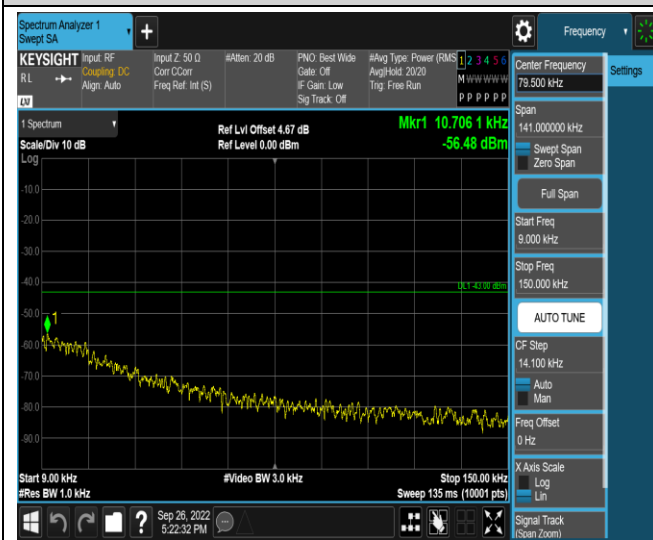 Spectrum Analyzer 1
Swept SA
+
Frequency
KEYSIGHT
RL
LXI
Input: RF
Coupling: DC
Align: Auto
Input Z: 50 Ω
Corr CCorr
Freq Ref: Int (S)
#Atten: 20 dB
PNO: Best Wide
Gate: Off
IF Gain: Low
Sig Track: Off
#Avg Type: Power (RMS
Avg|Hold: 20/20
Trig: Free Run
1 2 3 4 5 6
M W W W W W
P P P P P P
Settings
Center Frequency
79.500 kHz
Span
141.000000 kHz
Swept Span
Zero Span
Full Span
Start Freq
9.000 kHz
Stop Freq
150.000 kHz
AUTO TUNE
CF Step
14.100 kHz
Auto
Man
Freq Offset
0 Hz
X Axis Scale
Log
Lin
Signal Track
(Span Zoom)
1 Spectrum
Scale/Div 10 dB
Log
Ref Lvl Offset 4.67 dB
Ref Level 0.00 dBm
Mkr1 10.706 1 kHz
-56.48 dBm
-10.0
-20.0
-30.0
-40.0
DL1 -43.00 dBm
-50.0
1
-60.0
-70.0
-80.0
-90.0
Start 9.00 kHz
#Res BW 1.0 kHz
#Video BW 3.0 kHz
Stop 150.00 kHz
Sweep 135 ms (10001 pts)
?
Sep 26, 2022
5:22:32 PM